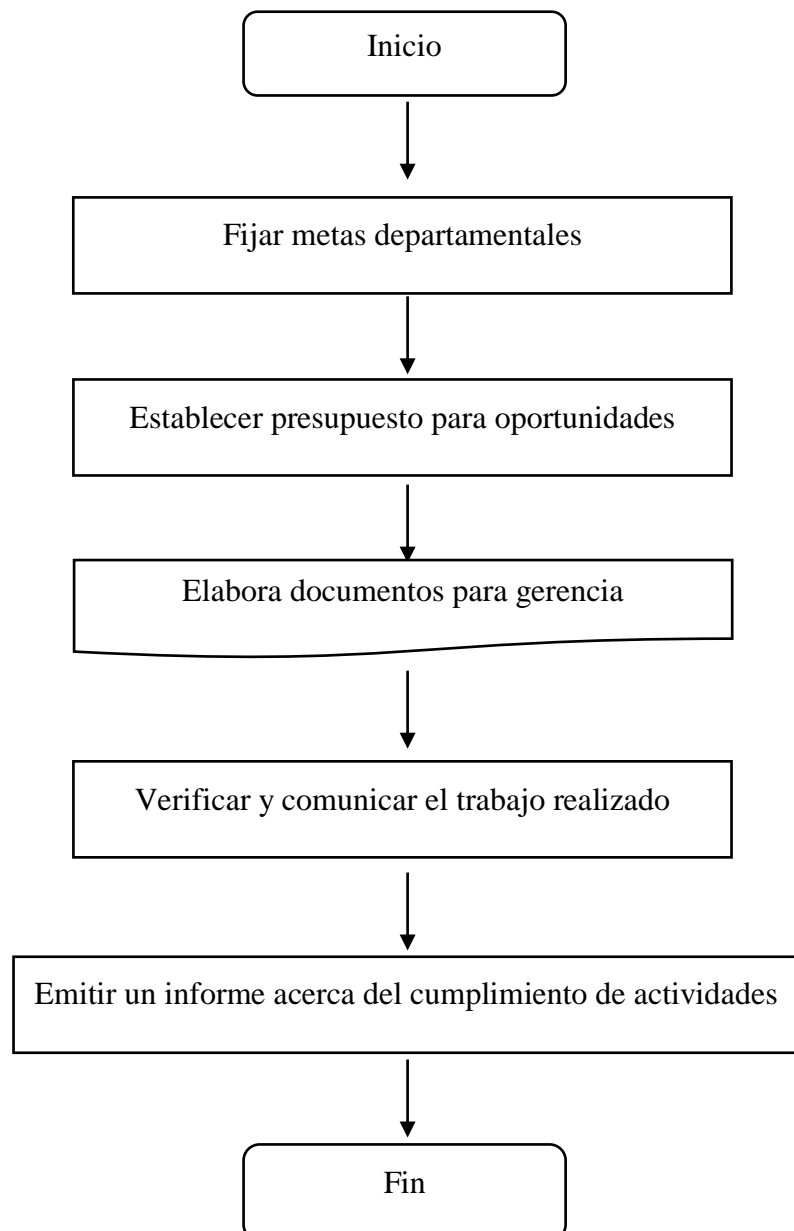 Inicio
Fijar metas departamentales
Establecer presupuesto para oportunidades
Elabora documentos para gerencia
Verificar y comunicar el trabajo realizado
Emitir un informe acerca del cumplimiento de actividades
Fin